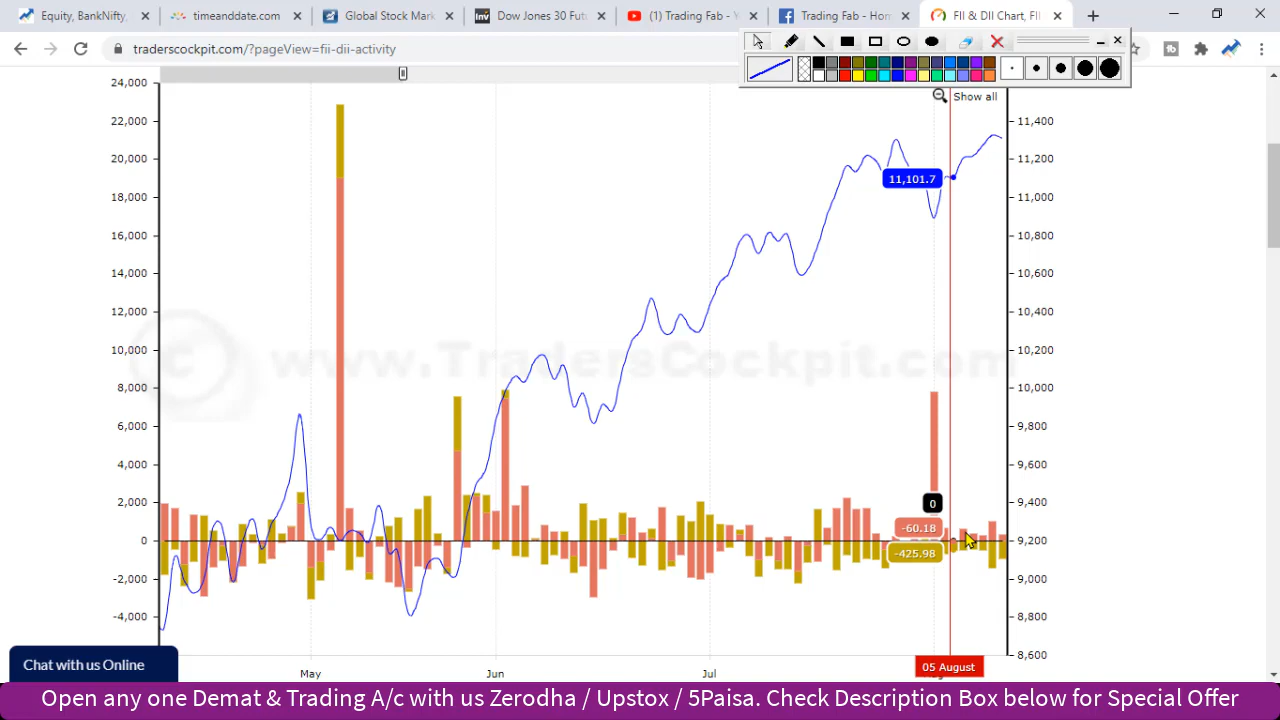 Equity, BankNifty,
timeanddate.com
Global Stock Mark
Dow Jones 30 Fut
(1) Trading Fab - Y
Trading Fab - Hom
FII & DII Chart, FII
traderscockpit.com/?pageView=fii-dii-activity
Show all
24,000
22,000
20,000
18,000
16,000
14,000
12,000
10,000
8,000
6,000
4,000
2,000
0
-2,000
-4,000
11,400
11,200
11,000
10,800
10,600
10,400
10,200
10,000
9,800
9,600
9,400
9,200
9,000
8,800
8,600
11,101.7
www.TradersCockpit.com
0
-60.18
-425.98
May
Jun
Jul
05 August
Chat with us Online
Open any one Demat & Trading A/c with us Zerodha / Upstox / 5Paisa. Check Description Box below for Special Offer